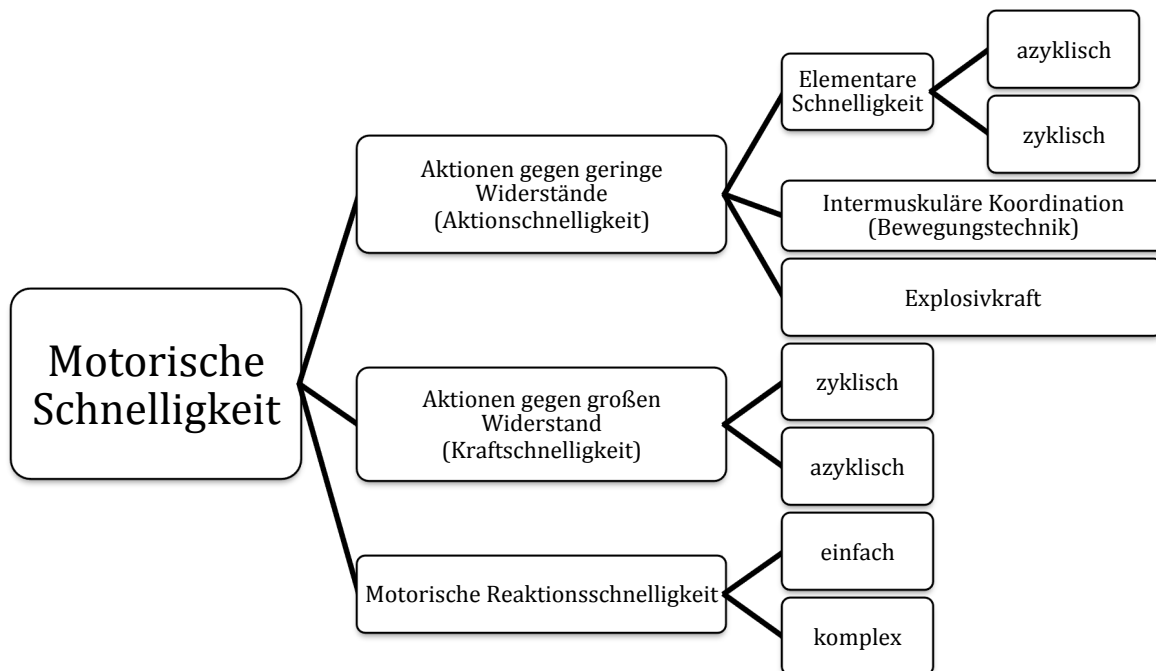 Motorische
Schnelligkeit
Aktionen gegen geringe
Widerstände
(Aktionschnelligkeit)
Elementare
Schnelligkeit
azyklisch
zyklisch
Intermuskuläre Koordination
(Bewegungstechnik)
Explosivkraft
Aktionen gegen großen
Widerstand
(Kraftschnelligkeit)
zyklisch
azyklisch
Motorische Reaktionsschnelligkeit
einfach
komplex